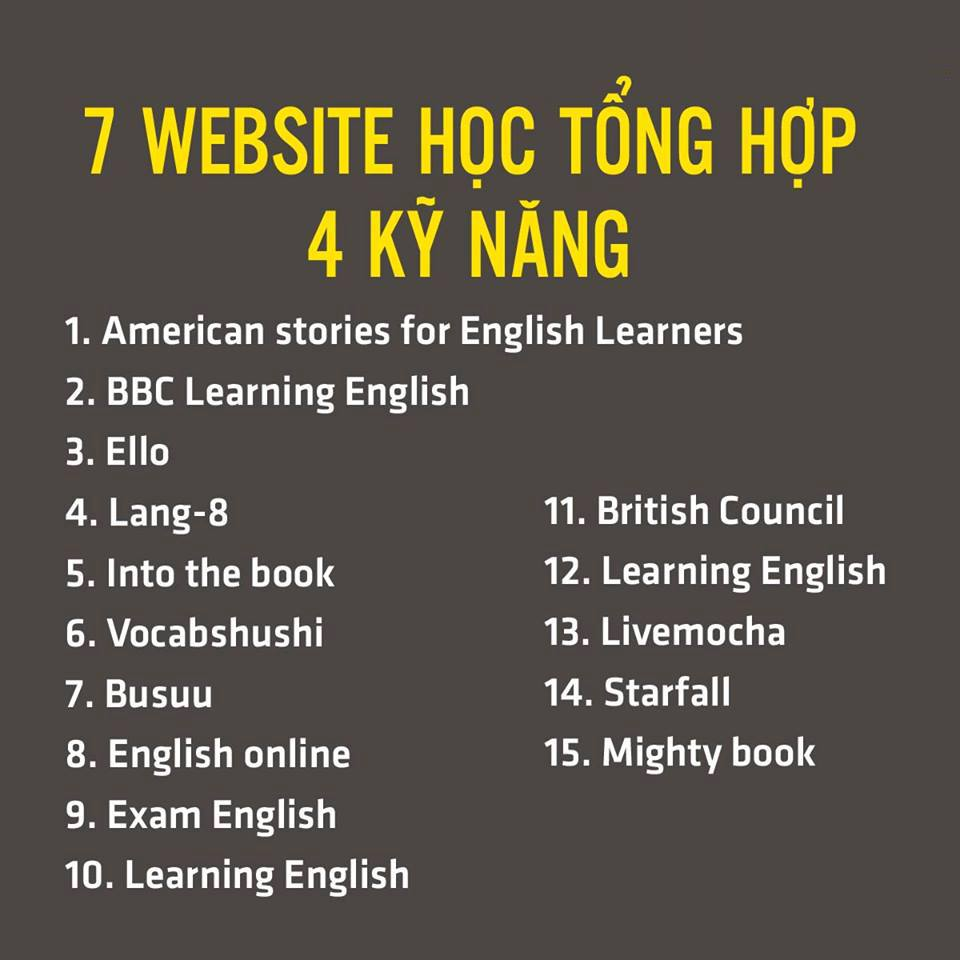 7 WEBSITE HỌC TỔNG HỢP
4 KỸ NĂNG
1. American stories for English Learners
2. BBC Learning English
3. Ello
4. Lang-8
5. Into the book
6. Vocabshushi
7. Busuu
8. English online
9. Exam English
10. Learning English
11. British Council
12. Learning English
13. Livemocha
14. Starfall
15. Mighty book